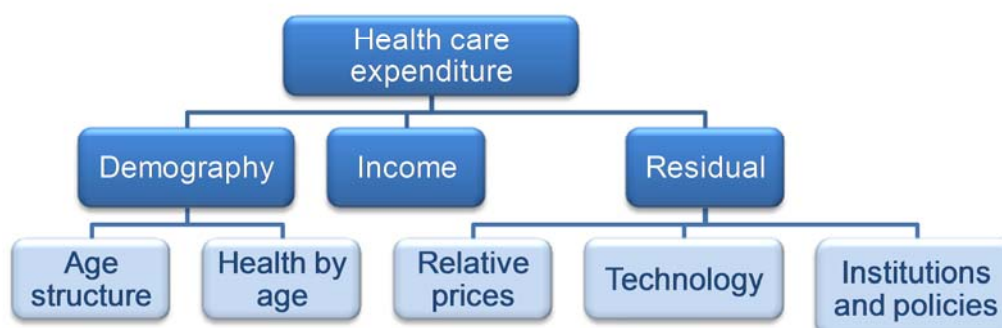 Health care
expenditure
Demography
Income
Residual
Age
structure
Health by
age
Relative
prices
Technology
Institutions
and policies